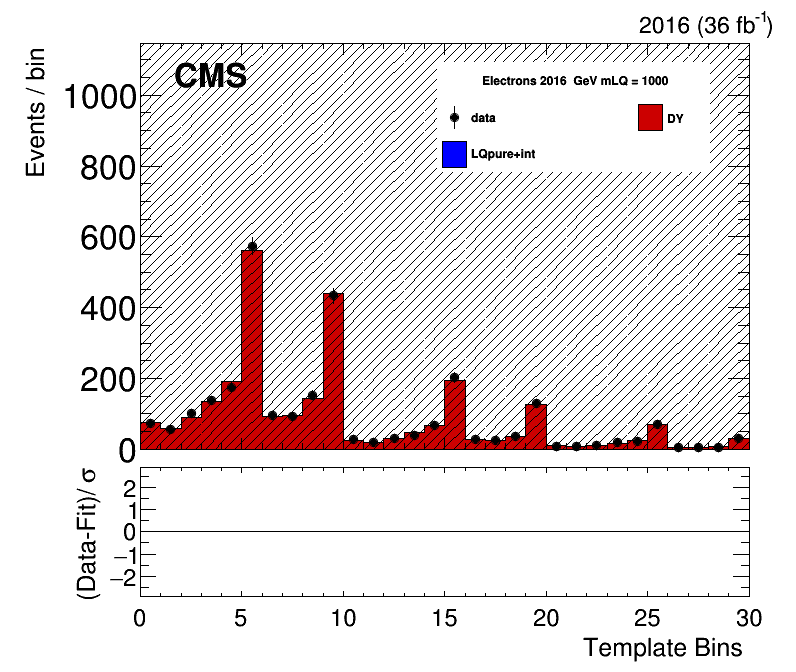 2016 (36 fb-1)
Events / bin
CMS
Electrons 2016 GeV mLQ = 1000
data
DY
LQpure+int
1000
800
600
400
200
0
(Data-Fit)/ σ
2
1
0
−1
−2
0 5 10 15 20 25 30
Template Bins